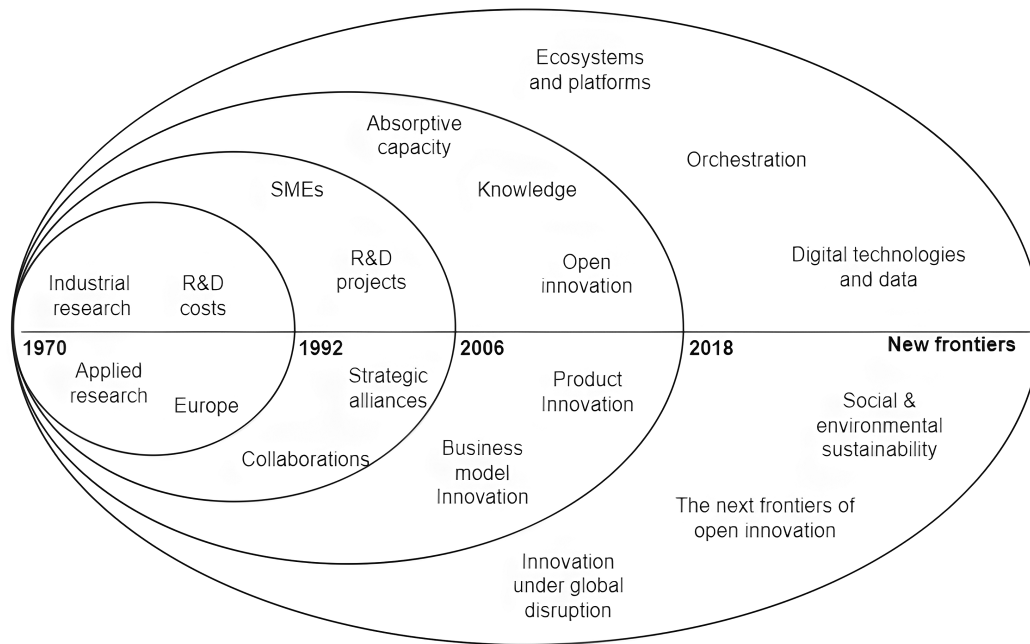 Ecosystems
and platforms
Absorptive
capacity
Orchestration
SMEs
Knowledge
R&D
projects
Open
innovation
Digital technologies
and data
Industrial
research
R&D
costs
1970
1992
2006
2018
New frontiers
Applied
research
Europe
Strategic
alliances
Product
Innovation
Social &
environmental
sustainability
Collaborations
Business
model
Innovation
The next frontiers of
open innovation
Innovation
under global
disruption